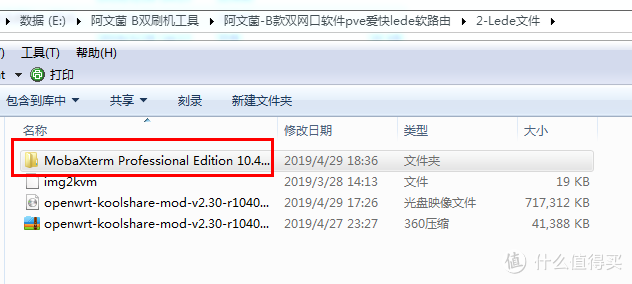 数据 (E:) ▶ 阿文菌 B双刷机工具 ▶ 阿文菌-B款双网口软件pve爱快lede软路由 ▶ 2-Lede文件 ▶
工具(T) 帮助(H)
打印
包含到库中 共享 刻录 新建文件夹
名称 修改日期 类型 大小
MobaXterm Professional Edition 10.4... 2019/4/29 18:36 文件夹
img2kvm 2019/3/28 14:13 文件 19 KB
openwrt-koolshare-mod-v2.30-r1040... 2019/4/29 17:26 光盘映像文件 717,312 KB
openwrt-koolshare-mod-v2.30-r1040... 2019/4/27 23:27 360压缩 41,388 KB
值 什么值得买